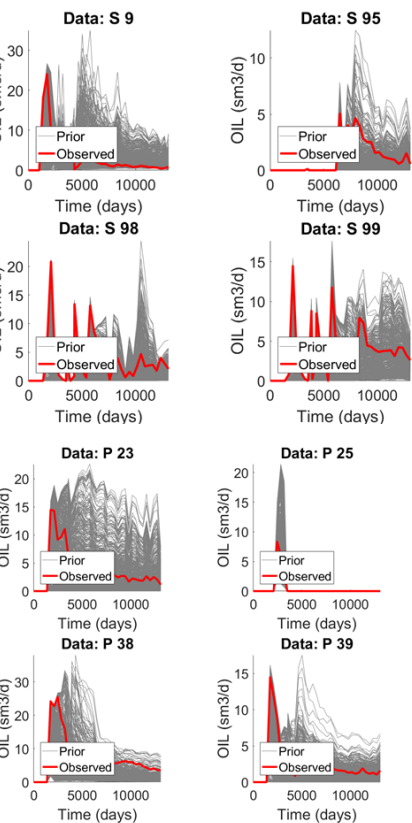 Data: S 9
30
20
10
0
Prior
Observed
0 5000 10000
Time (days)
Data: S 95
OIL (sm3/d)
10
5
0
Prior
Observed
0 5000 10000
Time (days)
Data: S 98
20
15
10
5
0
Prior
Observed
0 5000 10000
Time (days)
Data: S 99
OIL (sm3/d)
15
10
5
0
Prior
Observed
0 5000 10000
Time (days)
Data: P 23
OIL (sm3/d)
20
15
10
5
0
Prior
Observed
0 5000 10000
Time (days)
Data: P 25
OIL (sm3/d)
20
15
10
5
0
Prior
Observed
0 5000 10000
Time (days)
Data: P 38
OIL (sm3/d)
30
20
10
0
Prior
Observed
0 5000 10000
Time (days)
Data: P 39
OIL (sm3/d)
15
10
5
0
Prior
Observed
0 5000 10000
Time (days)